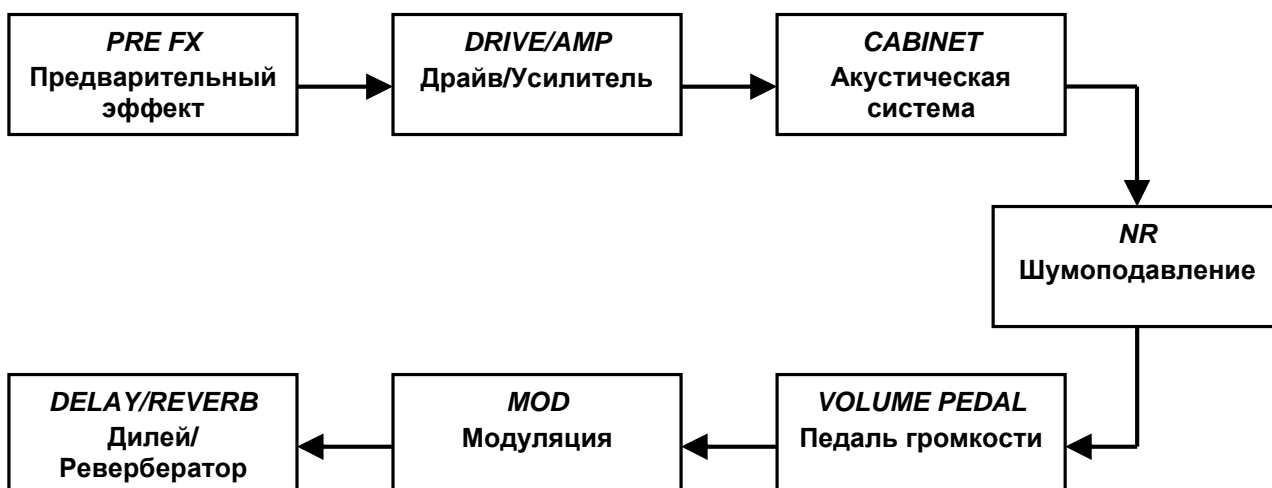 PRE FX
Предварительный
эффект
DRIVE/AMP
Драйв/Усилитель
CABINET
Акустическая
система
NR
Шумоподавление
VOLUME PEDAL
Педаль громкости
MOD
Модуляция
DELAY/REVERB
Дилей/
Ревербератор